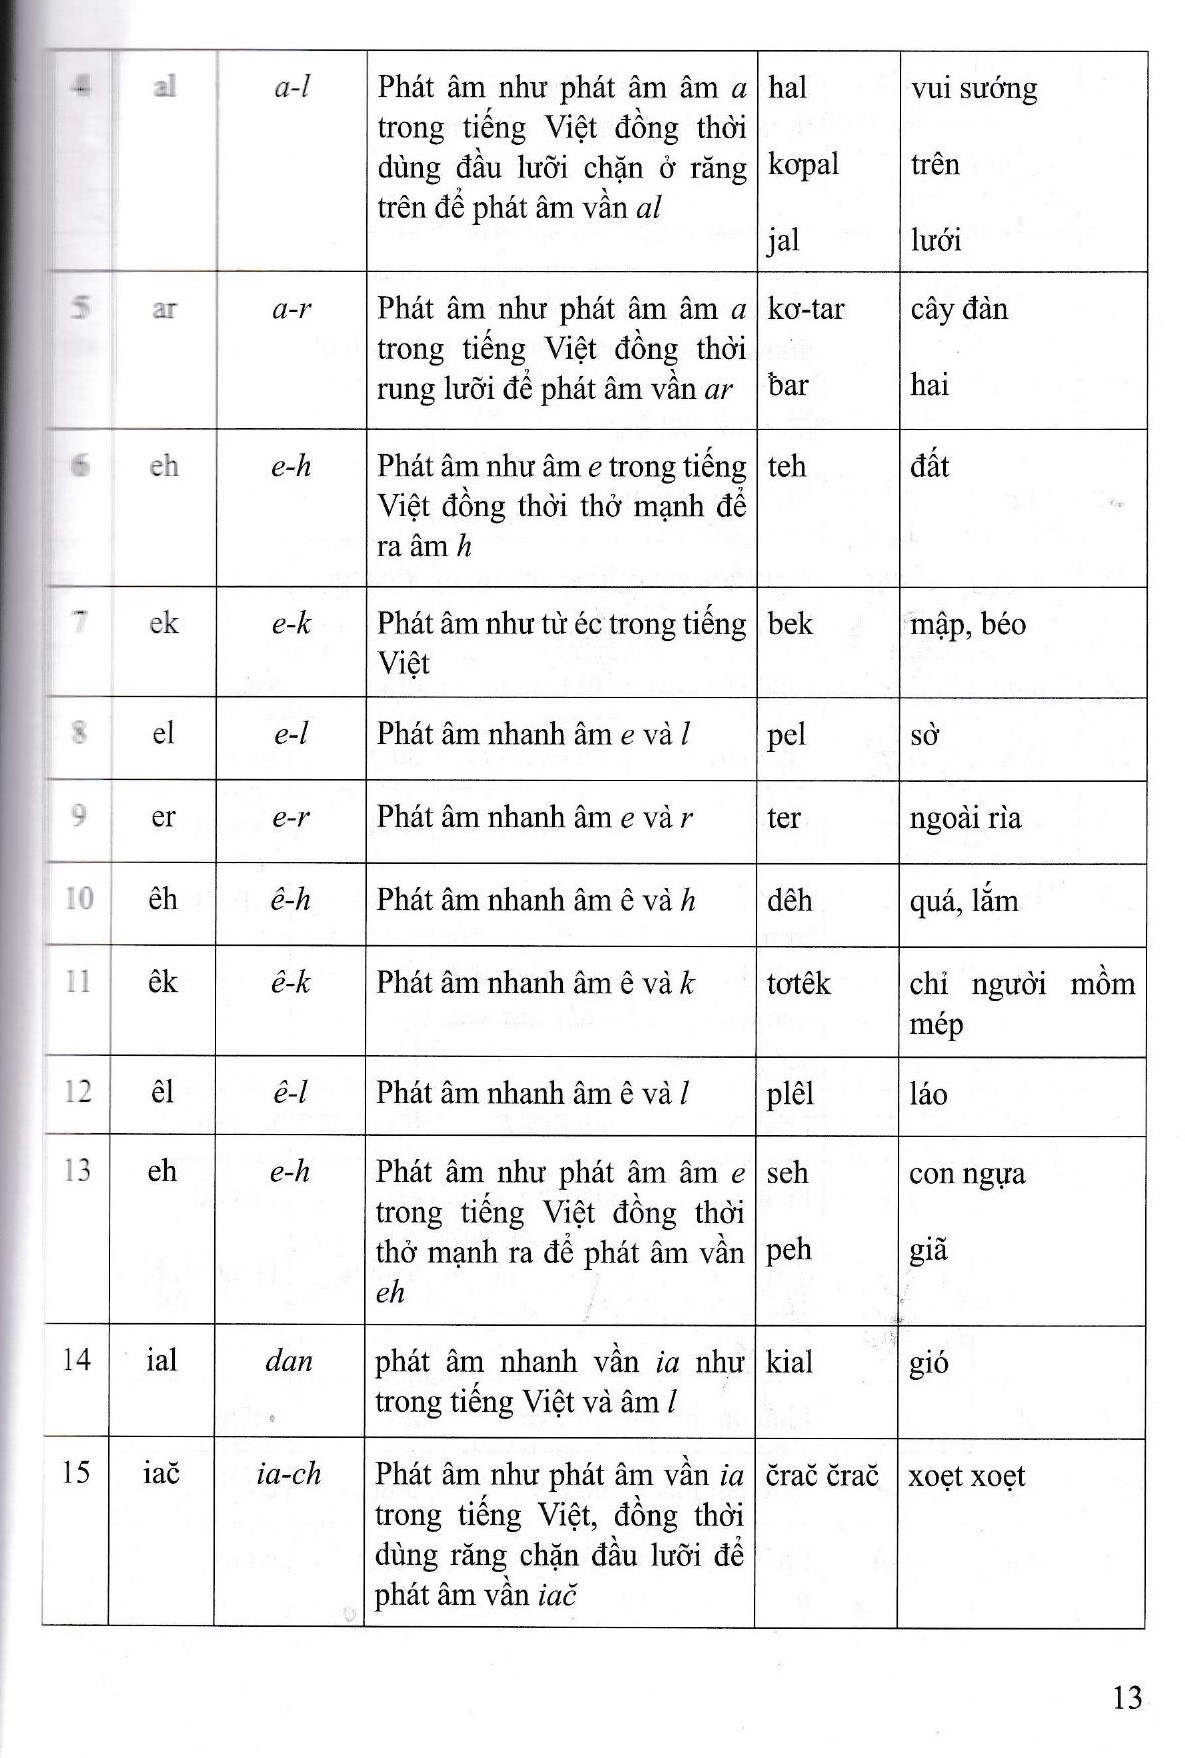 4 al a-l Phát âm như phát âm âm a hal vui sướng
trong tiếng Việt đồng thời
dùng đầu lưỡi chặn ở răng kơpal trên
trên để phát âm vần al
jal lưới
5 ar a-r Phát âm như phát âm âm a kơ-tar cây đàn
trong tiếng Việt đồng thời
rung lưỡi để phát âm vần ar ƀar hai
6 eh e-h Phát âm như âm e trong tiếng teh đất
Việt đồng thời thở mạnh để
ra âm h
7 ek e-k Phát âm như từ éc trong tiếng bek mập, béo
Việt
8 el e-l Phát âm nhanh âm e và l pel sờ
9 er e-r Phát âm nhanh âm e và r ter ngoài rìa
10 êh ê-h Phát âm nhanh âm ê và h dêh quá, lắm
11 êk ê-k Phát âm nhanh âm ê và k tơtêk chỉ người mồm
mép
12 êl ê-l Phát âm nhanh âm ê và l plêl láo
13 eh e-h Phát âm như phát âm âm e seh con ngựa
trong tiếng Việt đồng thời
thở mạnh ra để phát âm vần peh giã
eh
14 ial dan phát âm nhanh vần ia như kial gió
trong tiếng Việt và âm l
15 iač ia-ch Phát âm như phát âm vần ia črač črač xoẹt xoẹt
trong tiếng Việt, đồng thời
dùng răng chặn đầu lưỡi để
phát âm vần iač
13